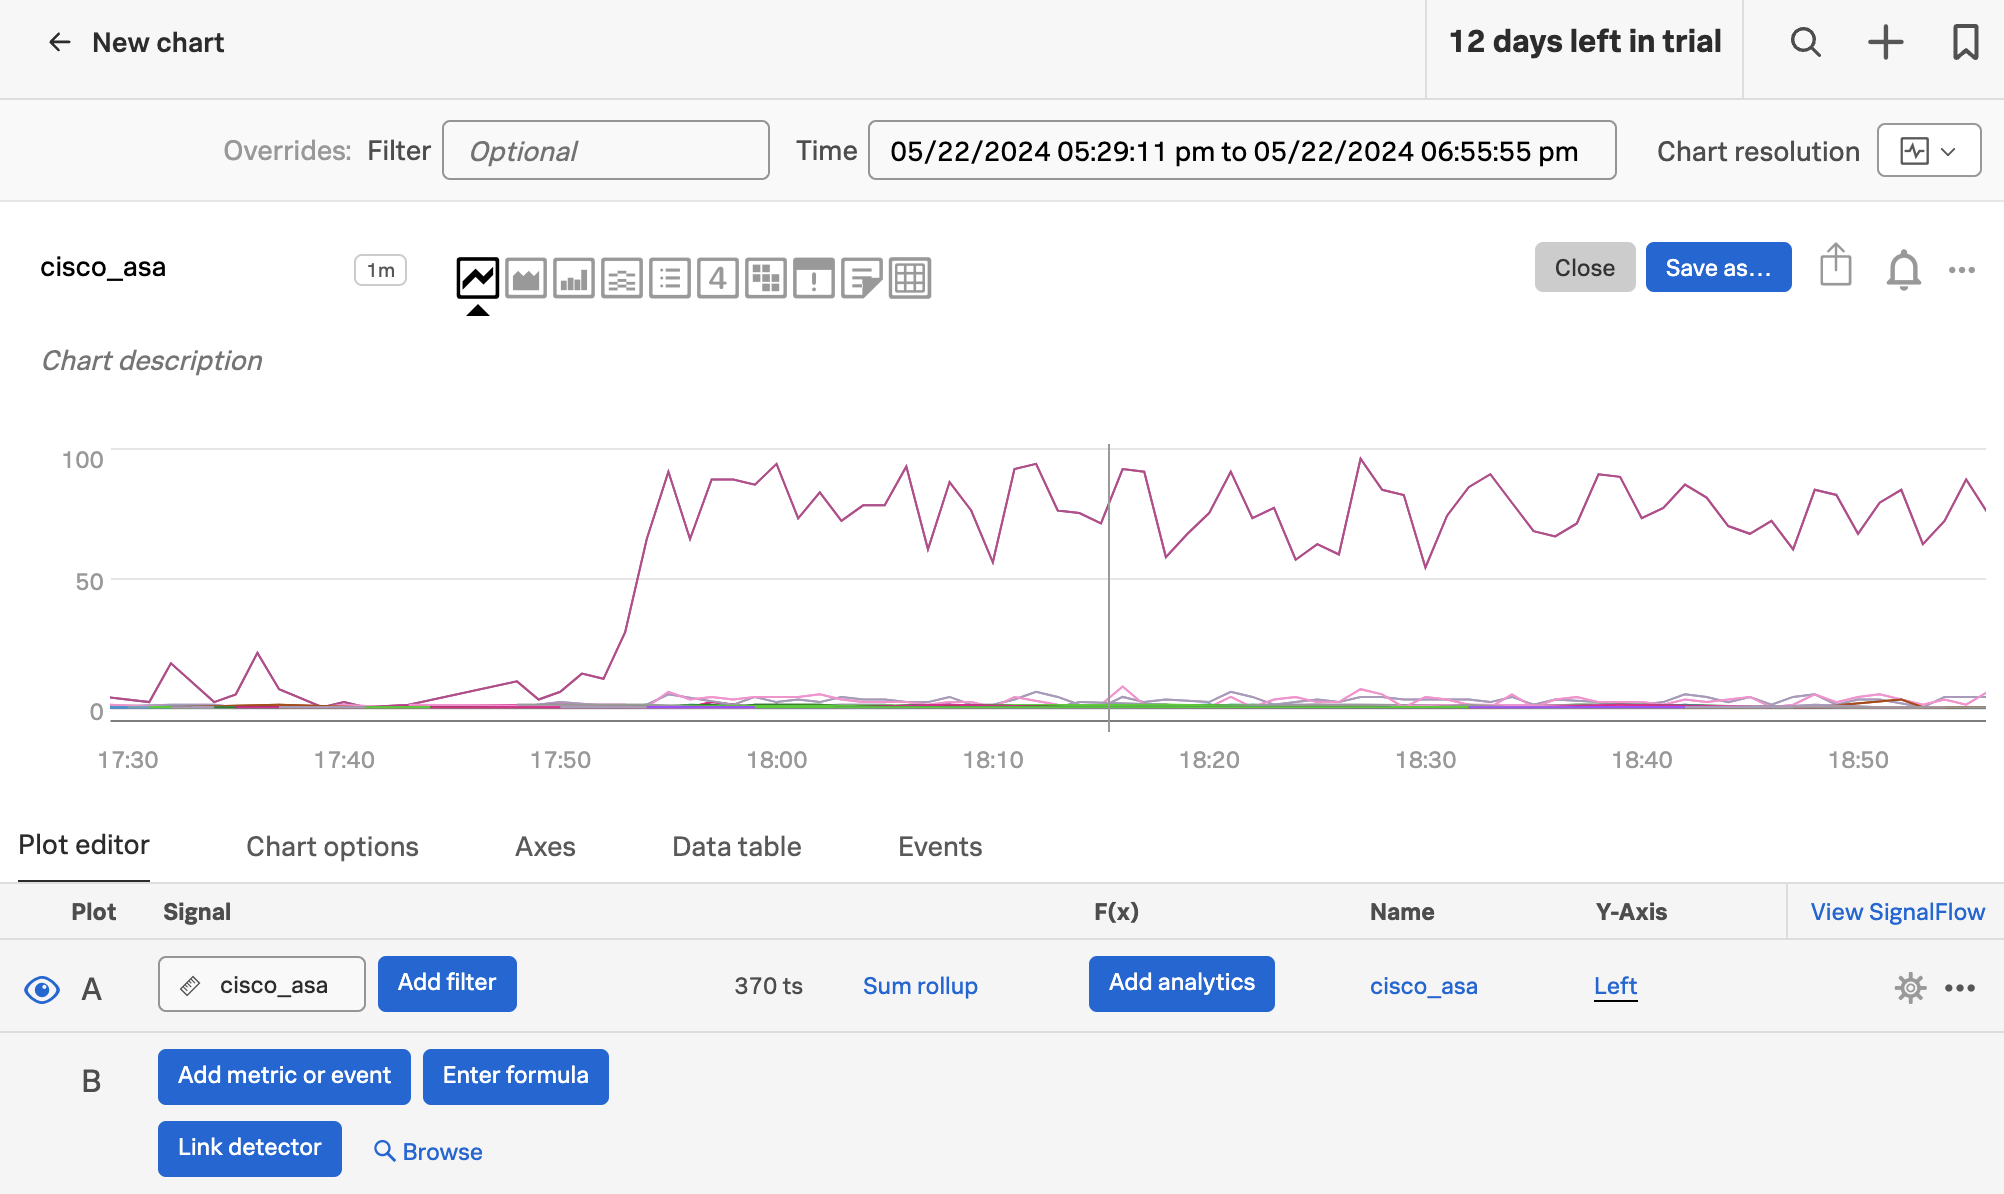 New chart
12 days left in trial
Overrides: Filter Optional Time 05/22/2024 05:29:11 pm to 05/22/2024 06:55:55 pm Chart resolution
cisco_asa 1m 4 ! Close Save as...
Chart description
100
50
0
17:30 17:40 17:50 18:00 18:10 18:20 18:30 18:40 18:50
Plot editor Chart options Axes Data table Events
Plot Signal F(x) Name Y-Axis View SignalFlow
A cisco_asa Add filter 370 ts Sum rollup Add analytics cisco_asa Left
B Add metric or event Enter formula
Link detector Browse